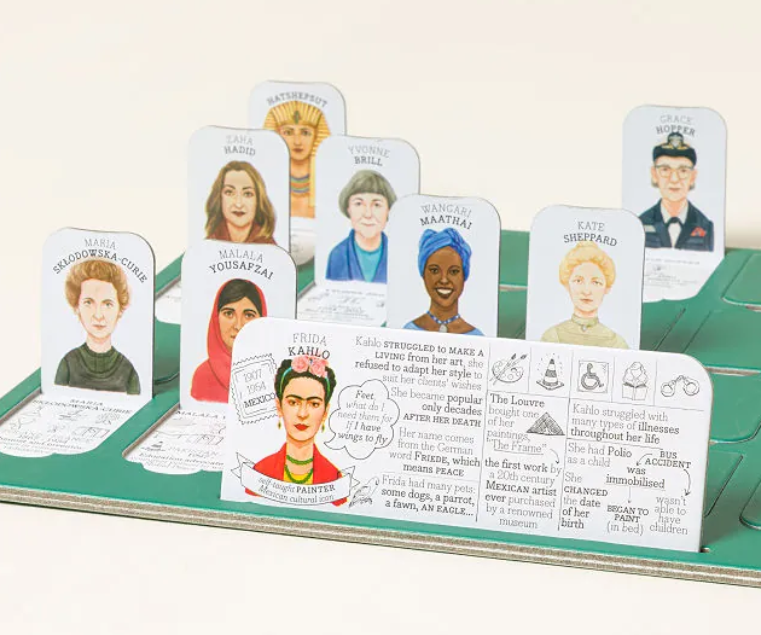 HATSHEPSUT
ZAHA
HADID
YVONNE
BRILL
GRACE
HOPPER
WANGARI
MAATHAI
KATE
SHEPPARD
MARIA
SKŁODOWSKA-CURIE
MALALA
YOUSAFZAI
MARIA
SKŁODOWSKA-CURIE
MALALA
FRIDA
KAHLO
1907
1954
MEXICO
Feet,
what do I
need them for
If I have
wings to fly
self-taught PAINTER
Mexican cultural icon
Kahlo STRUGGLED to MAKE A
LIVING from her art, she
refused to adapt her style to
suit her clients' wishes
She became popular
only decades
AFTER HER DEATH
Her name comes
from the German
word FRIEDE, which
means PEACE
Frida had many pets:
some dogs, a parrot,
a fawn, AN EAGLE...
The Louvre
bought one
of her
paintings,
"The Frame"
the first work by
a 20th century
MEXICAN artist
ever purchased
by a renowned
museum
Kahlo struggled with
many types of illnesses
throughout her life
She had Polio
as a child
BUS
ACCIDENT
was
immobilised
She
CHANGED
the date
of her
birth
BEGAN TO
PAINT
(in bed)
wasn't
able to
have
children